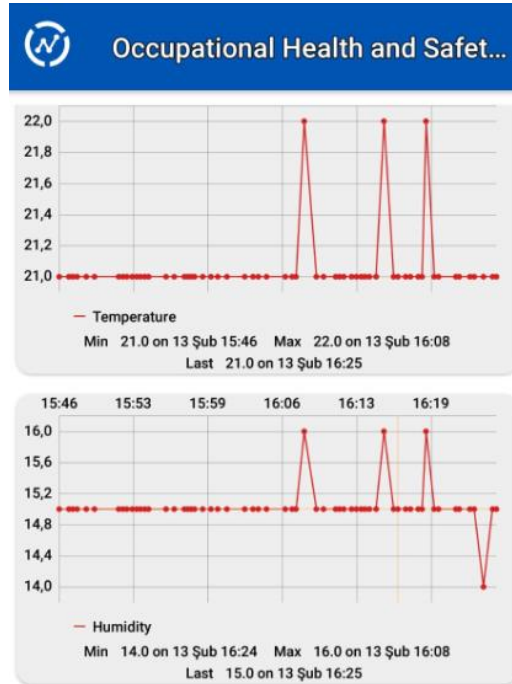 Occupational Health and Safet...
22,0
21,8
21,6
21,4
21,2
21,0
Temperature
Min 21.0 on 13 Şub 15:46 Max 22.0 on 13 Şub 16:08
Last 21.0 on 13 Şub 16:25
15:46 15:53 15:59 16:06 16:13 16:19
16,0
15,6
15,2
14,8
14,4
14,0
Humidity
Min 14.0 on 13 Şub 16:24 Max 16.0 on 13 Şub 16:08
Last 15.0 on 13 Şub 16:25